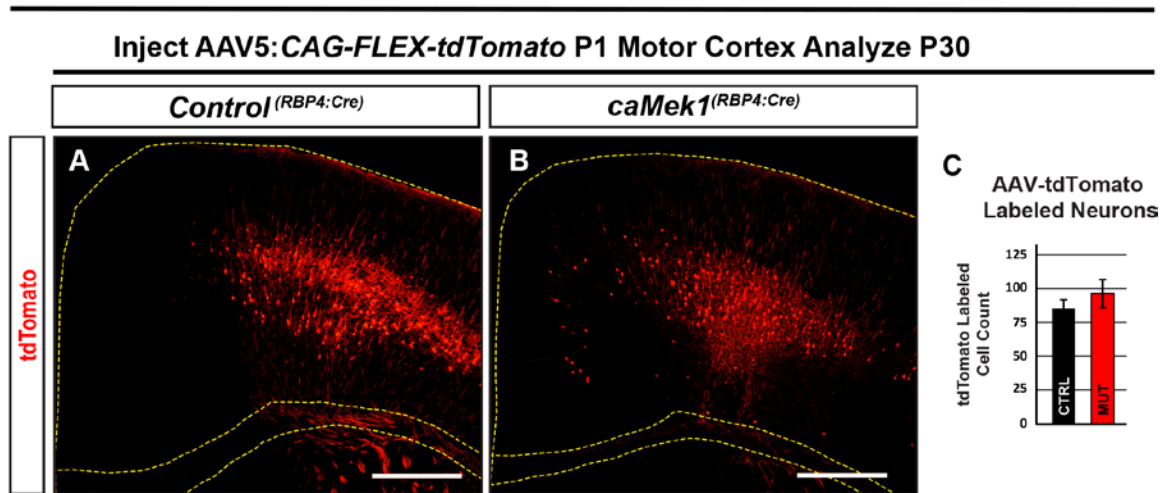 Inject AAV5:CAG-FLEX-tdTomato P1 Motor Cortex Analyze P30
Control (RBP4:Cre)
caMek1(RBP4:Cre)
tdTomato
A
B
C
AAV-tdTomato
Labeled Neurons
tdTomato Labeled
Cell Count
125
100
75
50
25
0
CTRL
MUT